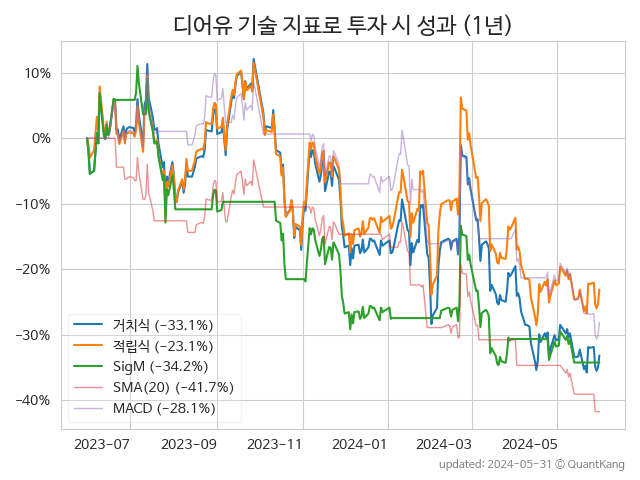 디어유 기술 지표로 투자 시 성과 (1년)
10%
0%
−10%
−20%
−30%
−40%
거치식 (−33.1%)
적립식 (−23.1%)
SigM (−34.2%)
SMA(20) (−41.7%)
MACD (−28.1%)
2023−07 2023−09 2023−11 2024−01 2024−03 2024−05
updated: 2024−05−31 © QuantKang